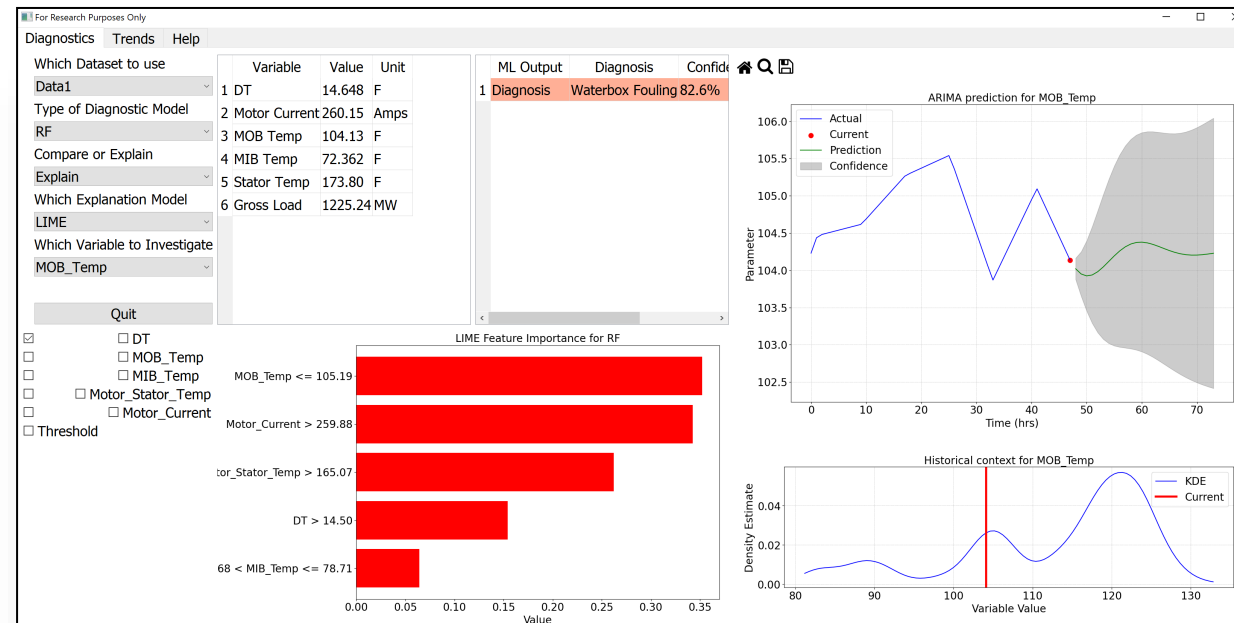 For Research Purposes Only
Diagnostics Trends Help
Which Dataset to use
Data1
Type of Diagnostic Model
RF
Compare or Explain
Explain
Which Explanation Model
LIME
Which Variable to Investigate
MOB_Temp
Quit
DT
MOB_Temp
MIB_Temp
Motor_Stator_Temp
Motor_Current
Threshold
Variable Value Unit
1 DT 14.648 F
2 Motor Current 260.15 Amps
3 MOB Temp 104.13 F
4 MIB Temp 72.362 F
5 Stator Temp 173.80 F
6 Gross Load 1225.24 MW
ML Output Diagnosis Confide
1 Diagnosis Waterbox Fouling 82.6%
LIME Feature Importance for RF
MOB_Temp <= 105.19
Motor_Current > 259.88
tor_Stator_Temp > 165.07
DT > 14.50
68 < MIB_Temp <= 78.71
0.00 0.05 0.10 0.15 0.20 0.25 0.30 0.35
Value
ARIMA prediction for MOB_Temp
Actual
Current
Prediction
Confidence
106.0
105.5
105.0
104.5
104.0
103.5
103.0
102.5
Parameter
0 10 20 30 40 50 60 70
Time (hrs)
Historical context for MOB_Temp
KDE
Current
0.04
0.02
0.00
Density Estimate
80 90 100 110 120 130
Variable Value